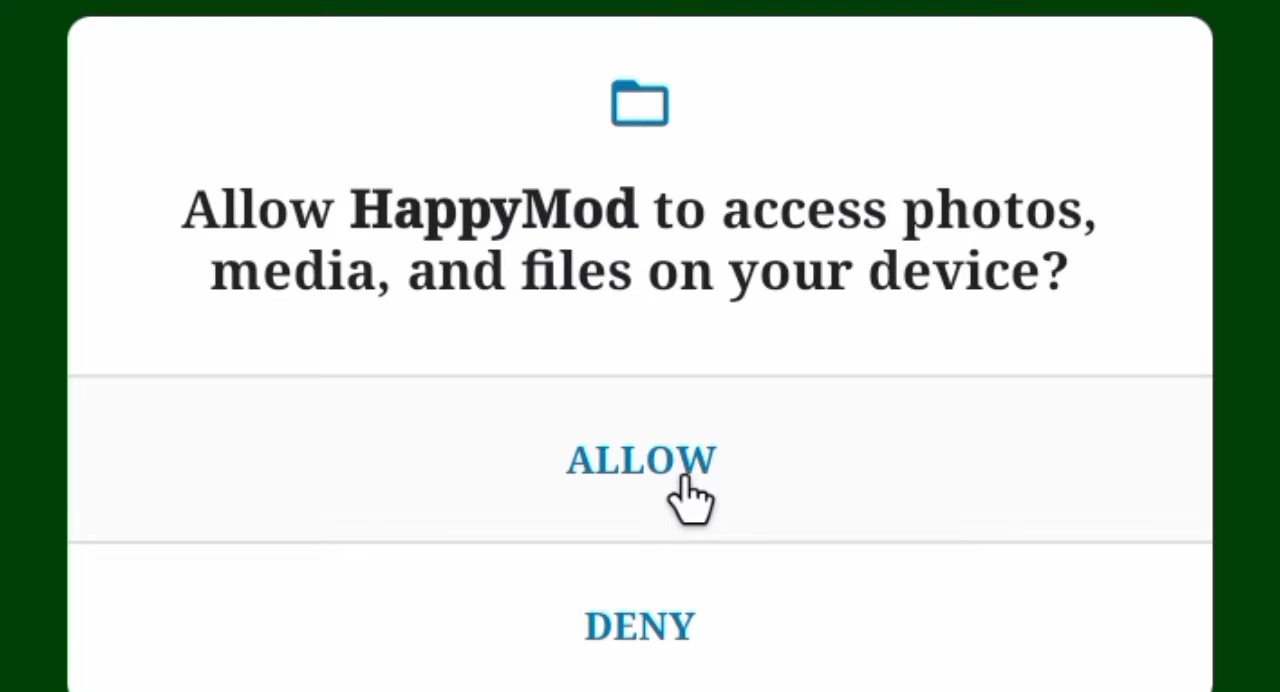 Allow HappyMod to access photos,
media, and files on your device?
ALLOW
DENY